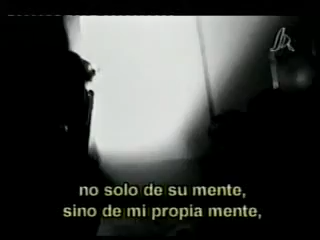 no solo de su mente,
sino de mi propia mente,